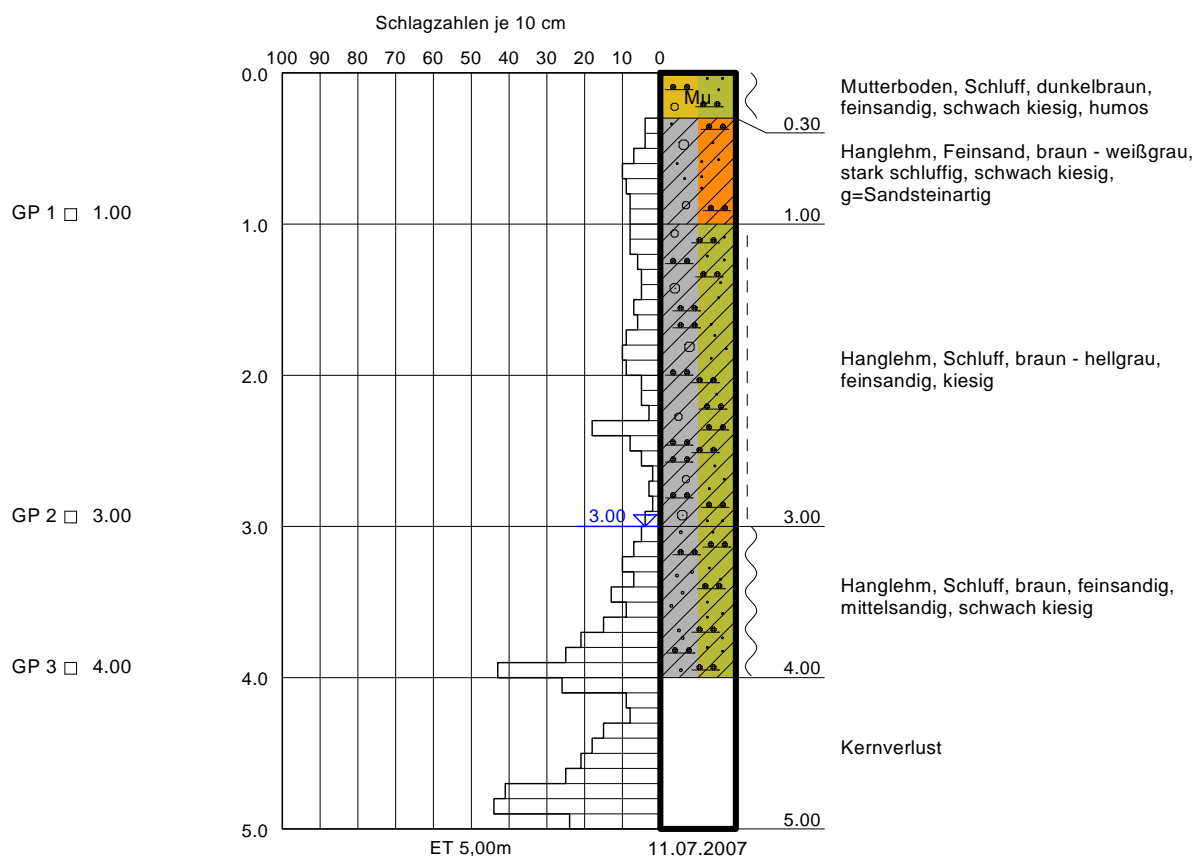 Schlagzahlen je 10 cm
100 90 80 70 60 50 40 30 20 10 0
0.0
Mu
Mutterboden, Schluff, dunkelbraun,
feinsandig, schwach kiesig, humos
0.30
Hanglehm, Feinsand, braun - weißgrau,
stark schluffig, schwach kiesig,
g=Sandsteinartig
GP 1 1.00
1.0
1.00
Hanglehm, Schluff, braun - hellgrau,
feinsandig, kiesig
2.0
GP 2 3.00
3.00
3.0
3.00
Hanglehm, Schluff, braun, feinsandig,
mittelsandig, schwach kiesig
GP 3 4.00
4.0
4.00
Kernverlust
5.0
5.00
ET 5,00m
11.07.2007